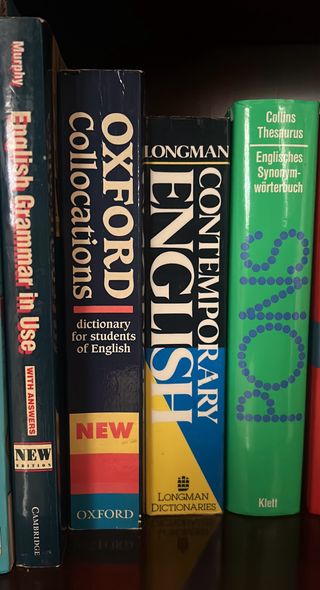 Murphy
English Grammar in Use
WITH ANSWERS
NEW
EDITION
CAMBRIDGE
OXFORD
Collocations
dictionary
for students
of English
NEW
OXFORD
LONGMAN
CONTEMPORARY
ENGLISH
LONGMAN
DICTIONARIES
Collins
Thesaurus
Englisches
Synonym-
wörterbuch
PONS
Klett